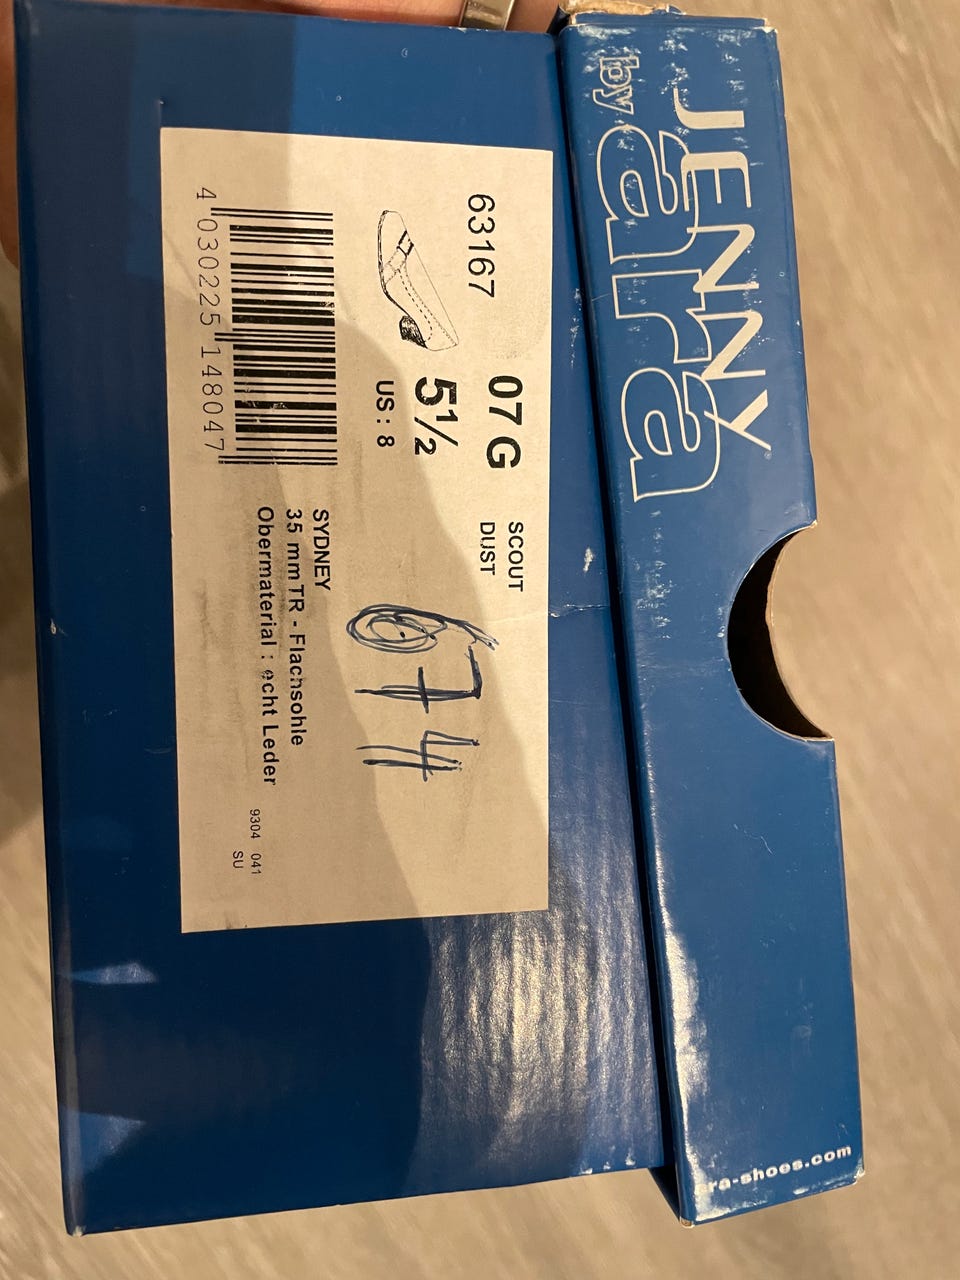 JENNY
by ara
63167
07 G
SCOUT
DUST
5½
US: 8
674
SYDNEY
35 mm TR - Flachsohle
Obermaterial : echt Leder
4 030225 148047
9304 041
SU
ra-shoes.com